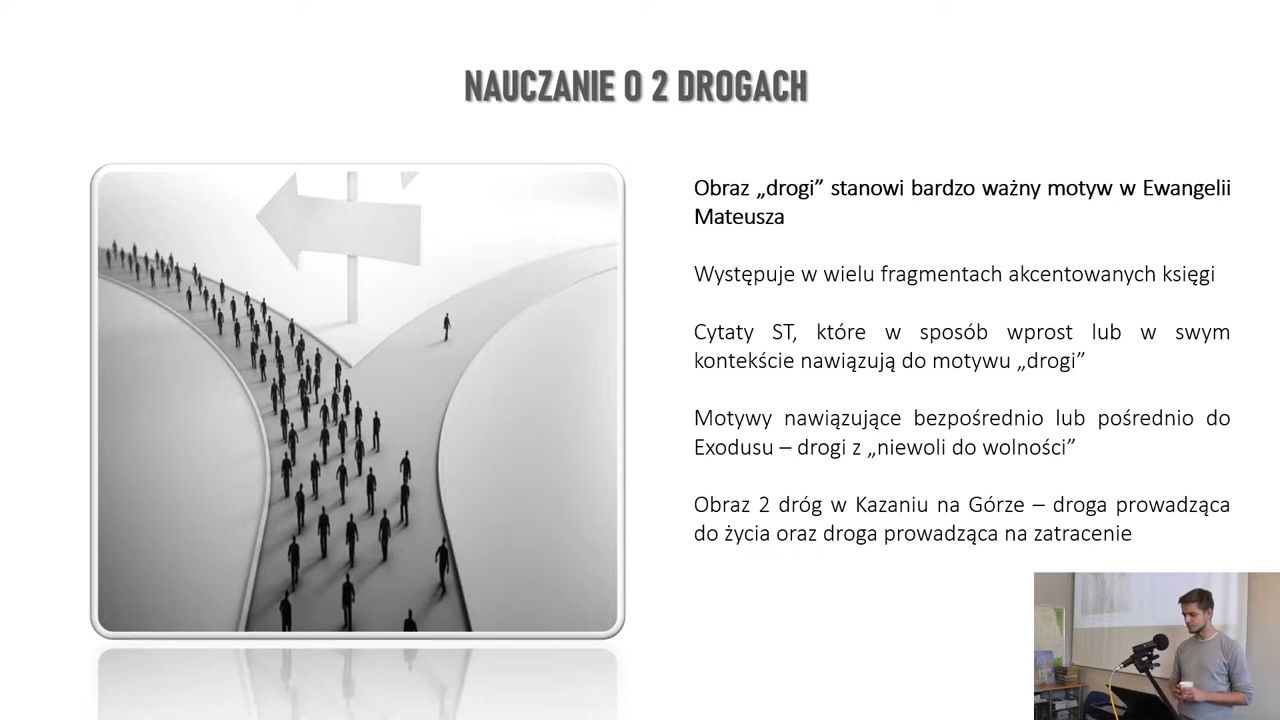 NAUCZANIE O 2 DROGACH
Obraz „drogi” stanowi bardzo ważny motyw w Ewangelii
Mateusza
Występuje w wielu fragmentach akcentowanych księgi
Cytaty ST, które w sposób wprost lub w swym
kontekście nawiązują do motywu „drogi”
Motywy nawiązujące bezpośrednio lub pośrednio do
Exodusu – drogi z „niewoli do wolności”
Obraz 2 dróg w Kazaniu na Górze – droga prowadząca
do życia oraz droga prowadząca na zatracenie